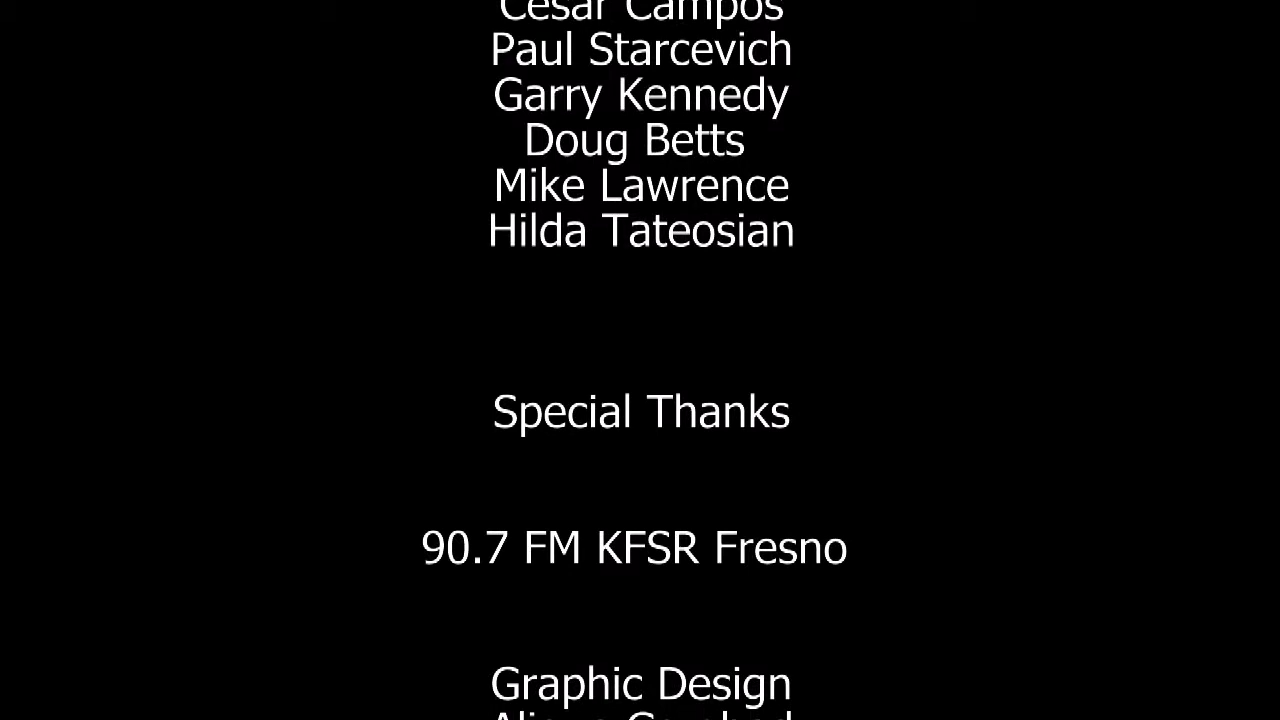 Cesar Campos
Paul Starcevich
Garry Kennedy
Doug Betts
Mike Lawrence
Hilda Tateosian
Special Thanks
90.7 FM KFSR Fresno
Graphic Design